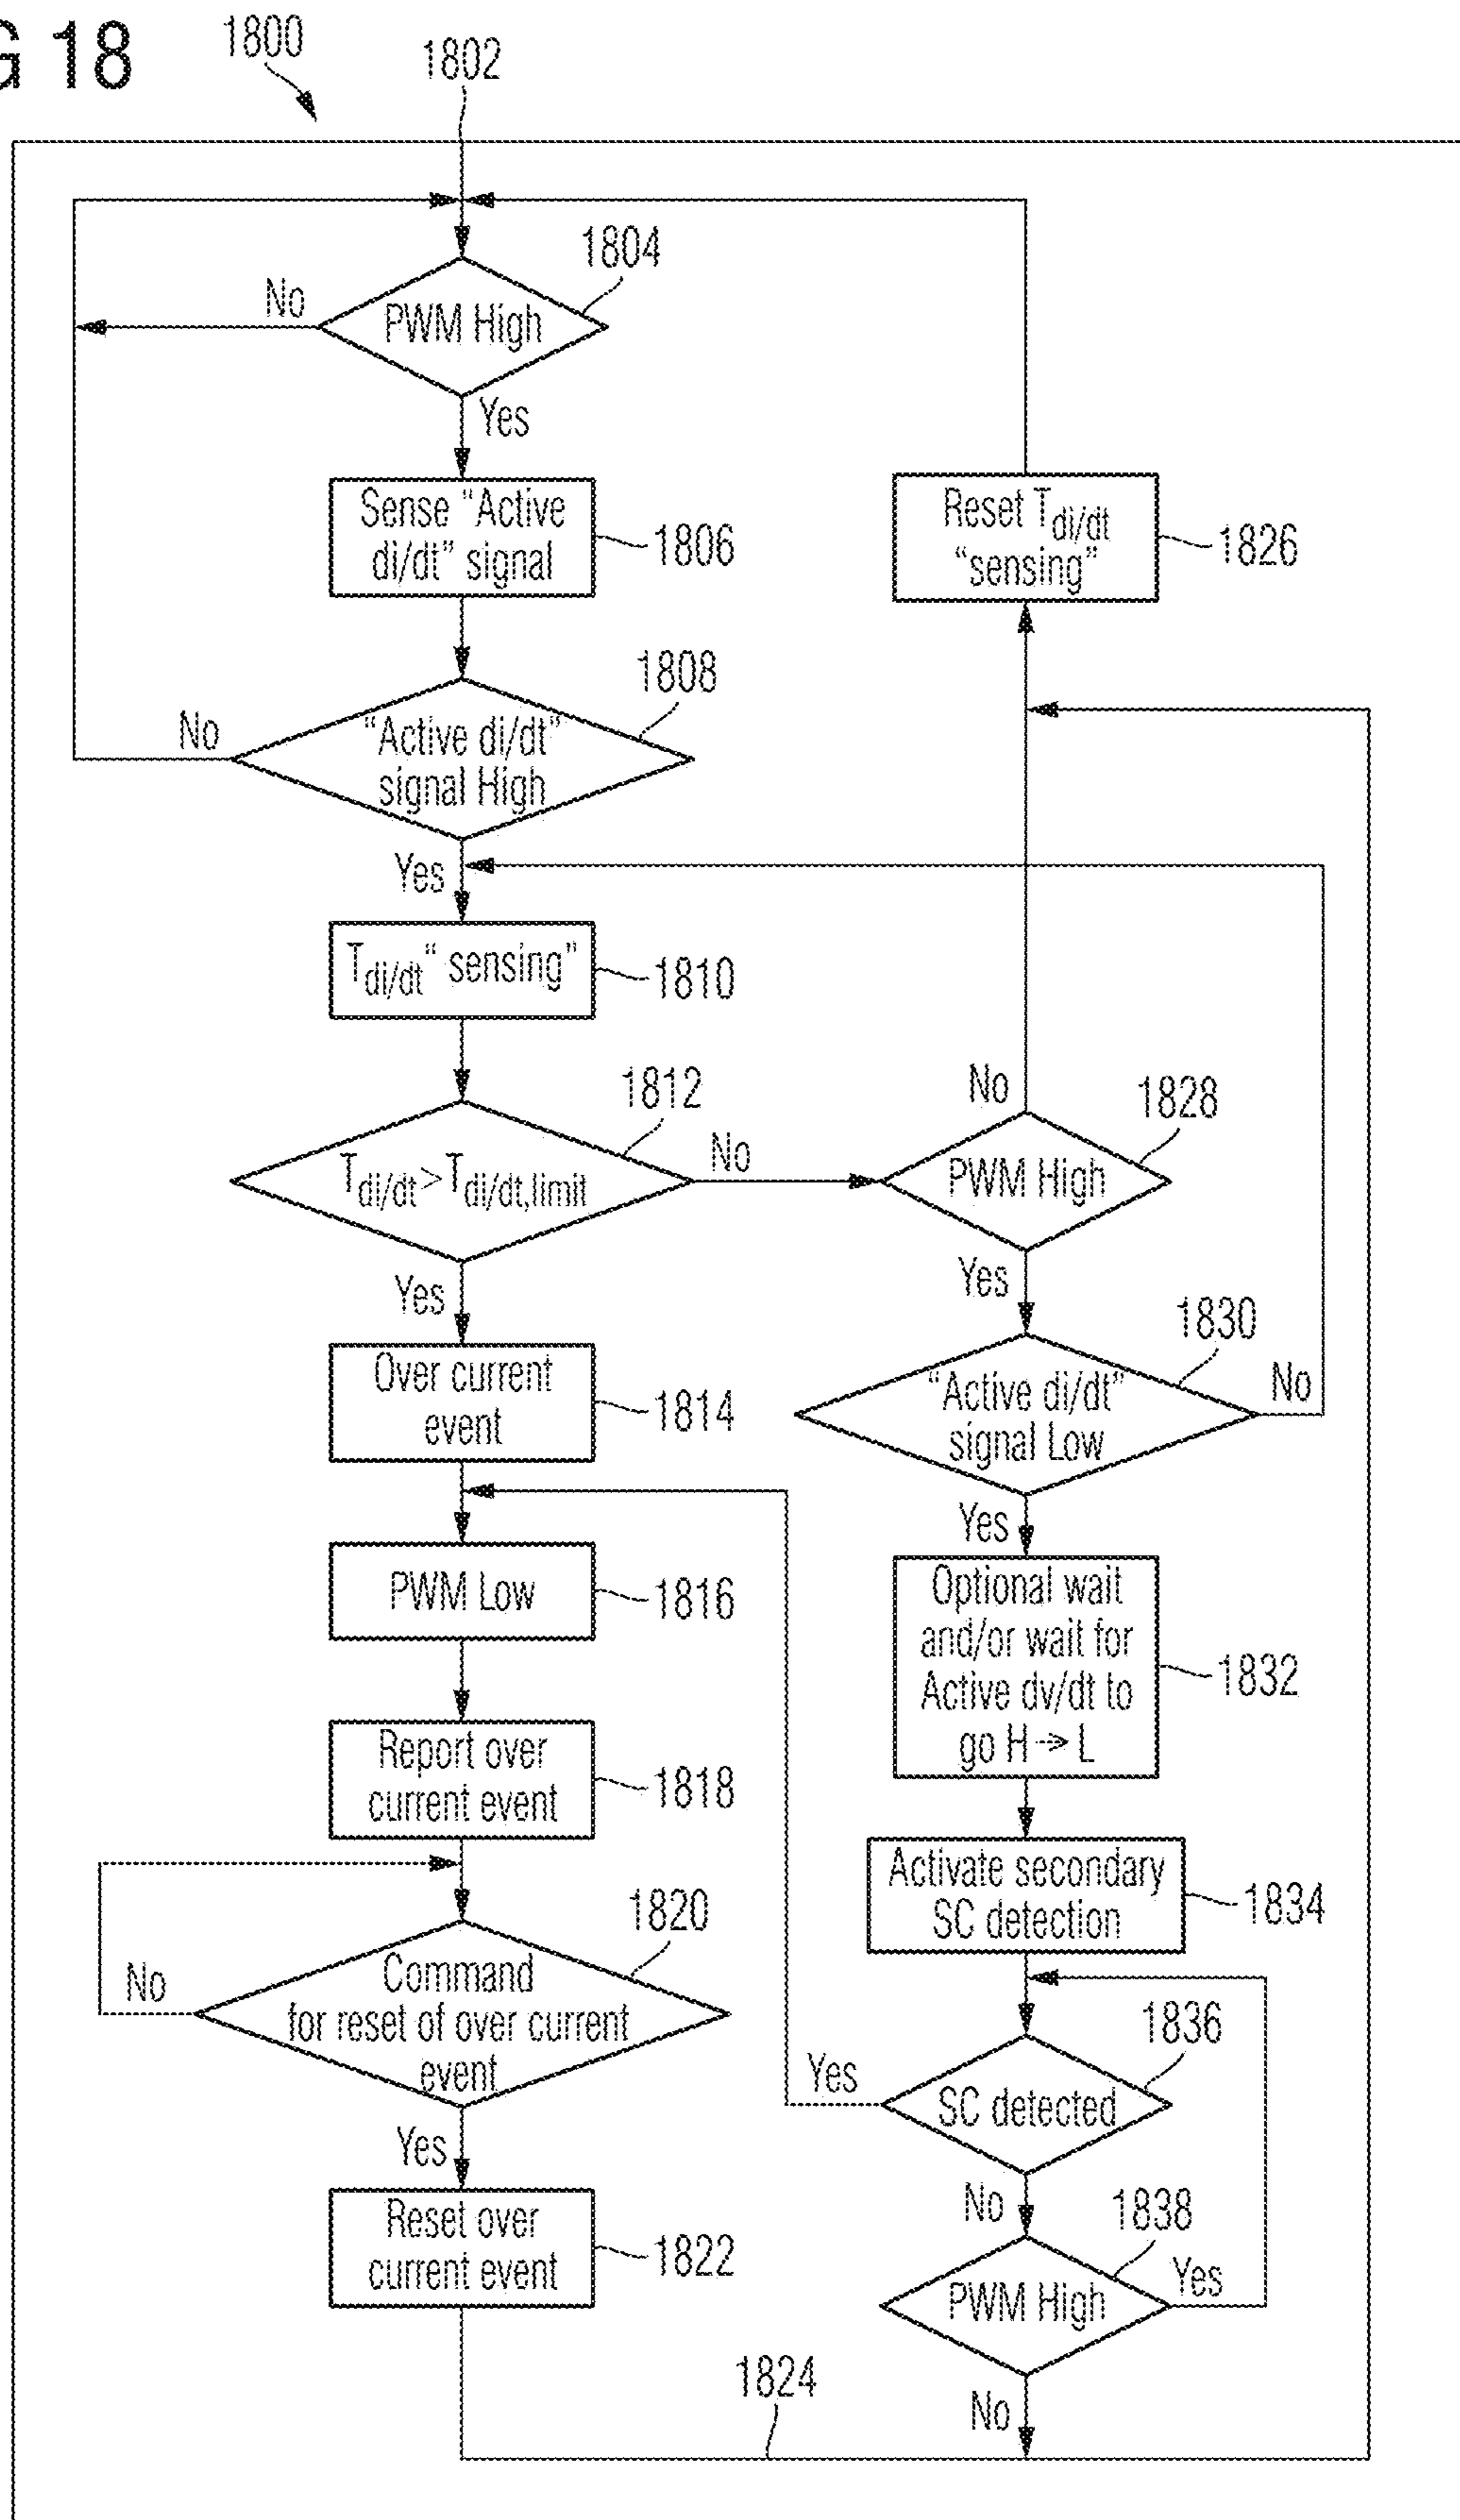 G 18
1800
1802
1804
No
PWM High
Yes
Sense “Active
di/dt” signal
1806
Reset Tdi/dt
“sensing”
1826
1808
No
“Active di/dt”
signal High
Yes
Tdi/dt“ sensing”
1810
1812
Tdi/dt>Tdi/dt,limit
No
No
1828
PWM High
Yes
Yes
Over current
event
1814
1830
“Active di/dt”
signal Low
No
Yes
PWM Low
1816
Optional wait
and/or wait for
Active dv/dt to
go H→L
1832
Report over
current event
1818
Activate secondary
SC detection
1834
1820
No
Command
for reset of over current
event
1836
Yes
SC detected
Yes
No
Reset over
current event
1822
1838
PWM High
Yes
1824
No